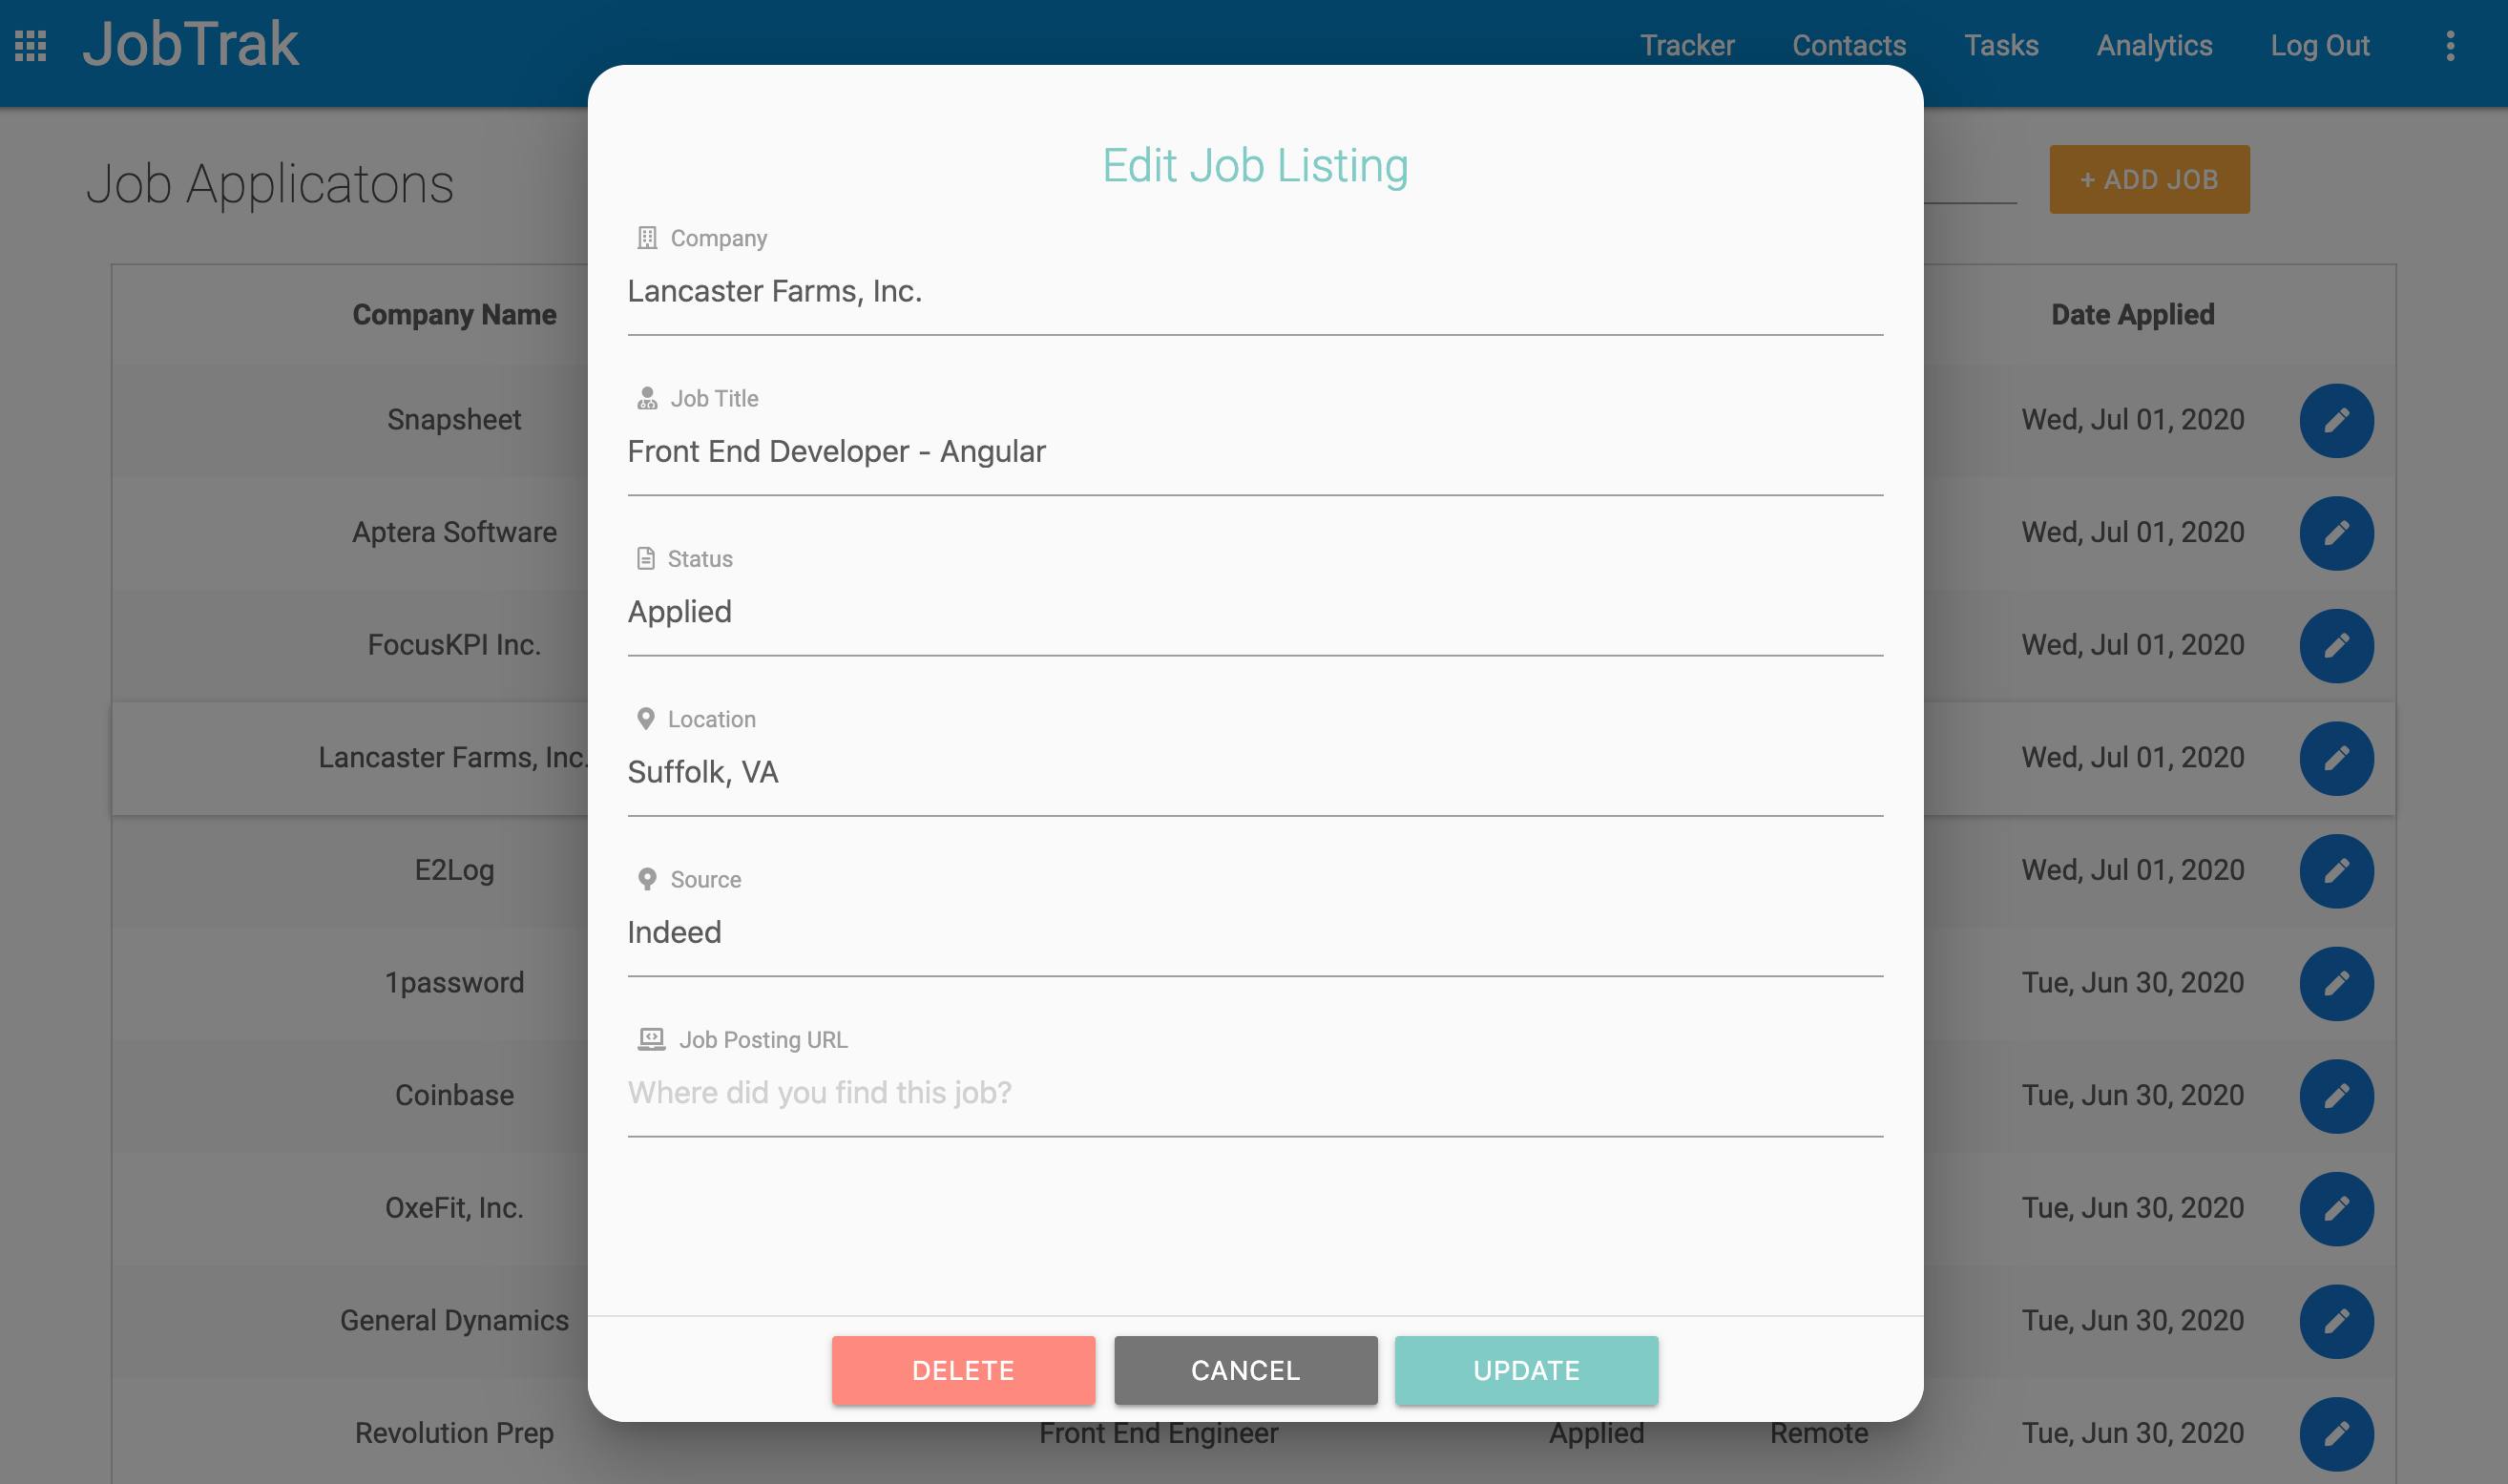 JobTrak
Tracker Contacts Tasks Analytics Log Out
Job Applicatons
+ ADD JOB
Edit Job Listing
Company
Lancaster Farms, Inc.
Job Title
Front End Developer - Angular
Status
Applied
Location
Suffolk, VA
Source
Indeed
Job Posting URL
Where did you find this job?
DELETE CANCEL UPDATE
Company Name Date Applied
Snapsheet Wed, Jul 01, 2020
Aptera Software Wed, Jul 01, 2020
FocusKPI Inc. Wed, Jul 01, 2020
Lancaster Farms, Inc. Wed, Jul 01, 2020
E2Log Wed, Jul 01, 2020
1password Tue, Jun 30, 2020
Coinbase Tue, Jun 30, 2020
OxeFit, Inc. Tue, Jun 30, 2020
General Dynamics Tue, Jun 30, 2020
Revolution Prep Front End Engineer Applied Remote Tue, Jun 30, 2020